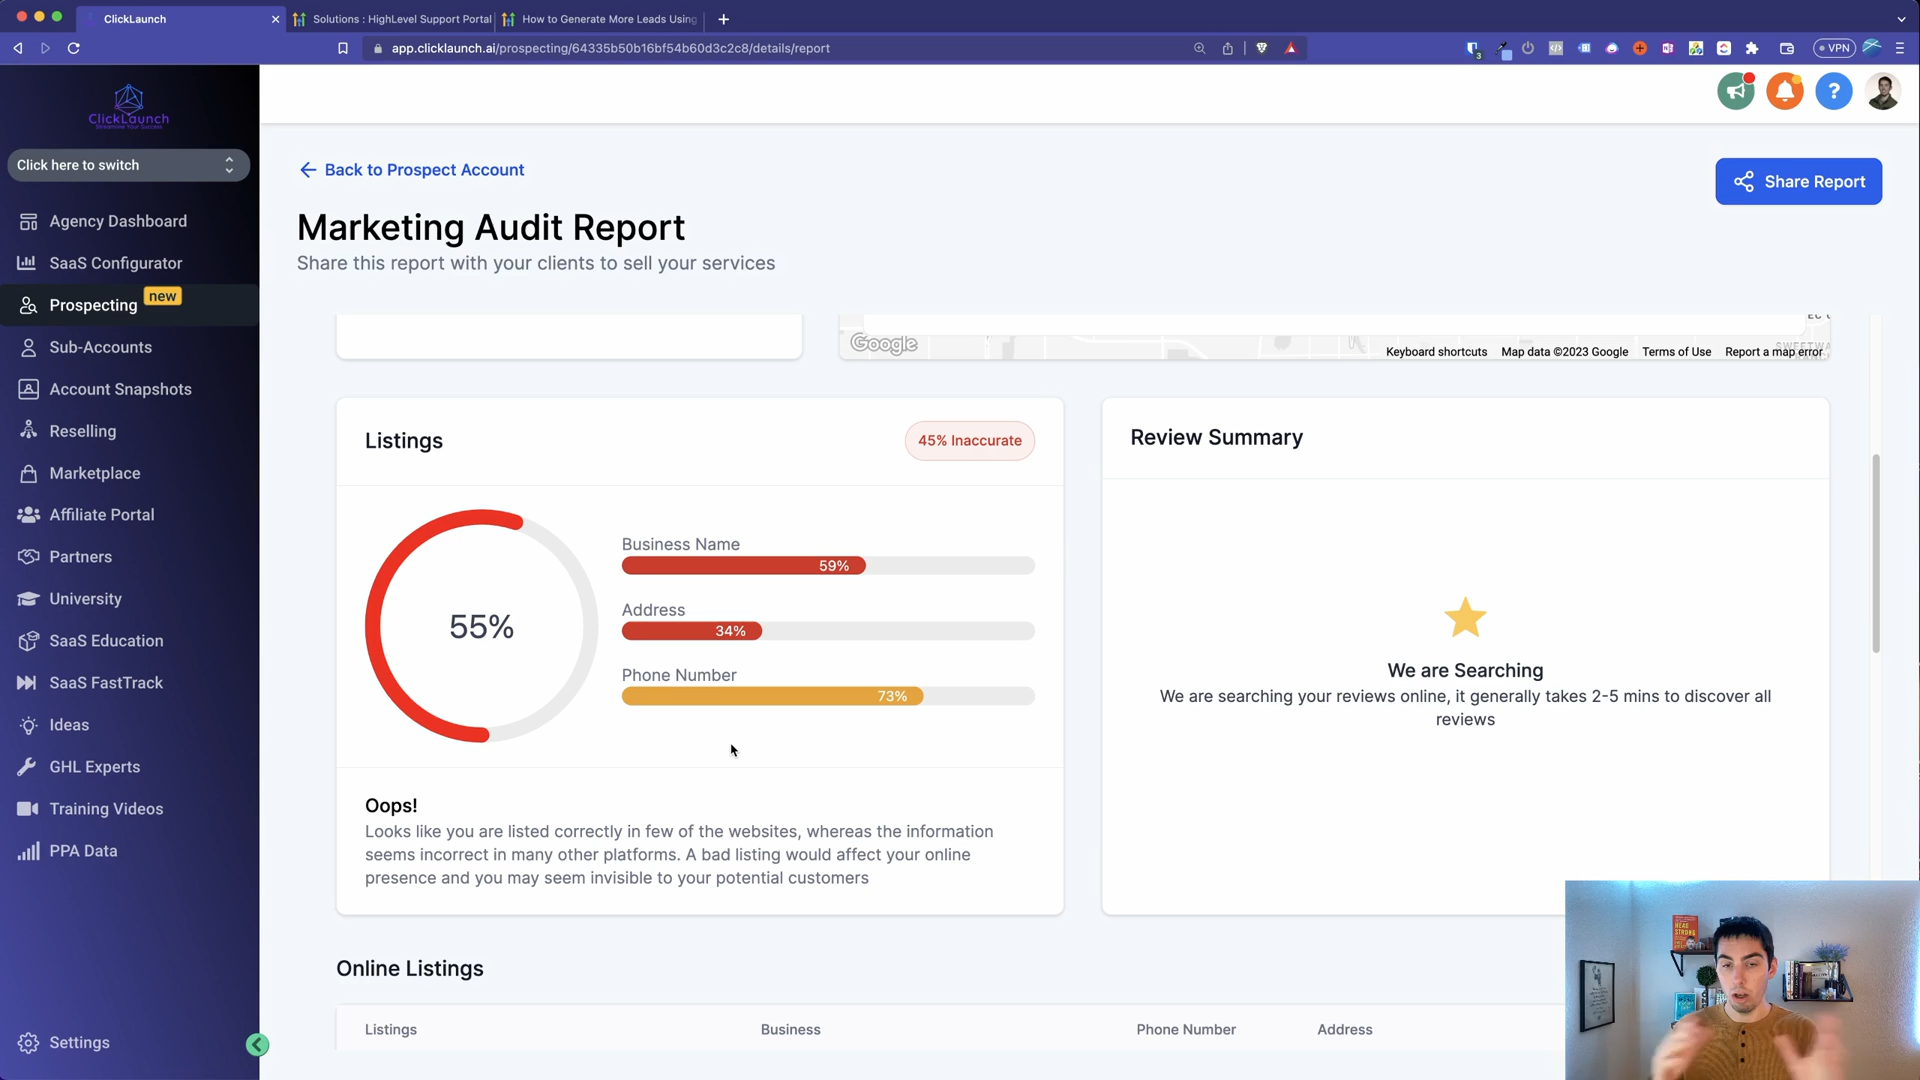 ClickLaunch
Solutions : HighLevel Support Portal
How to Generate More Leads Using
app.clicklaunch.ai/prospecting/64335b50b16bf54b60d3c2c8/details/report
3
VPN
ClickLaunch
Streamline Your Success
Click here to switch
Agency Dashboard
SaaS Configurator
Prospecting
new
Sub-Accounts
Account Snapshots
Reselling
Marketplace
Affiliate Portal
Partners
University
SaaS Education
SaaS FastTrack
Ideas
GHL Experts
Training Videos
PPA Data
Settings
?
Back to Prospect Account
Share Report
Marketing Audit Report
Share this report with your clients to sell your services
Google
Keyboard shortcuts
Map data ©2023 Google
Terms of Use
Report a map error
Listings
45% Inaccurate
55%
Business Name
59%
Address
34%
Phone Number
73%
Oops!
Looks like you are listed correctly in few of the websites, whereas the information
seems incorrect in many other platforms. A bad listing would affect your online
presence and you may seem invisible to your potential customers
Review Summary
We are Searching
We are searching your reviews online, it generally takes 2-5 mins to discover all
reviews
Online Listings
Listings
Business
Phone Number
Address
HEAD
STRONG